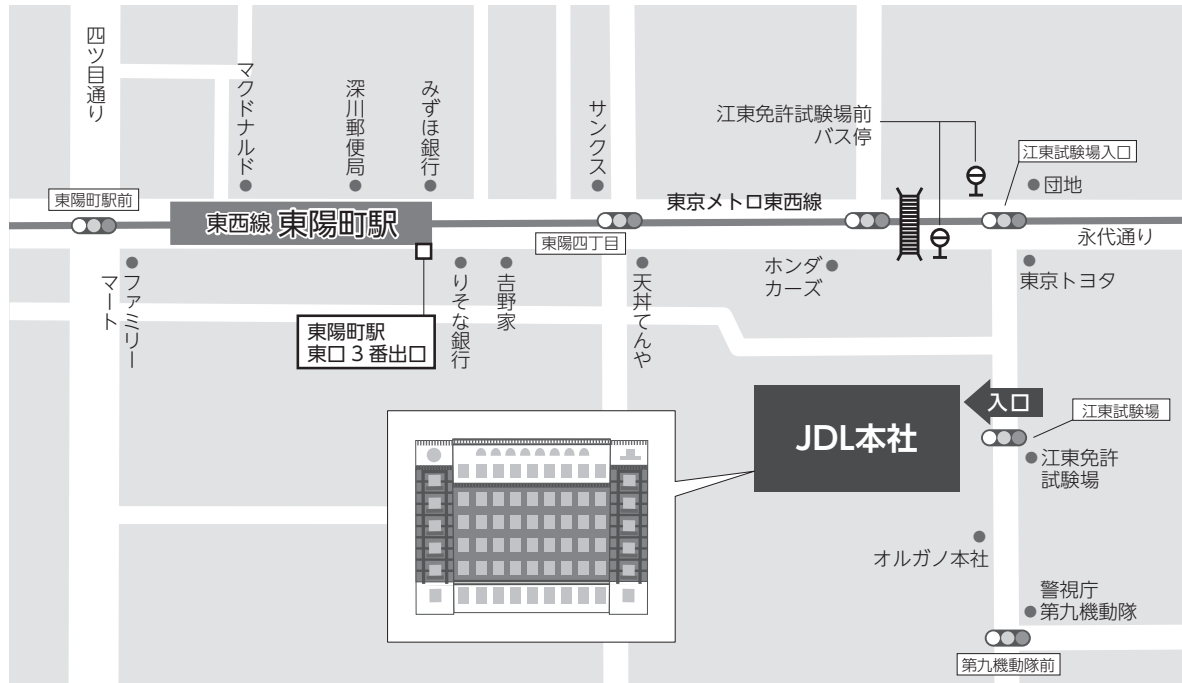 四ツ目通り
マクドナルド
深川郵便局
みずほ銀行
サンクス
江東免許試験場前
バス停
江東試験場入口
団地
東陽町駅前
東西線 東陽町駅
東陽四丁目
東京メトロ東西線
永代通り
ファミリー
マート
りそな銀行
吉野家
天丼てんや
ホンダ
カーズ
東京トヨタ
東陽町駅
東口3番出口
JDL本社
入口
江東試験場
江東免許
試験場
オルガノ本社
警視庁
第九機動隊
第九機動隊前